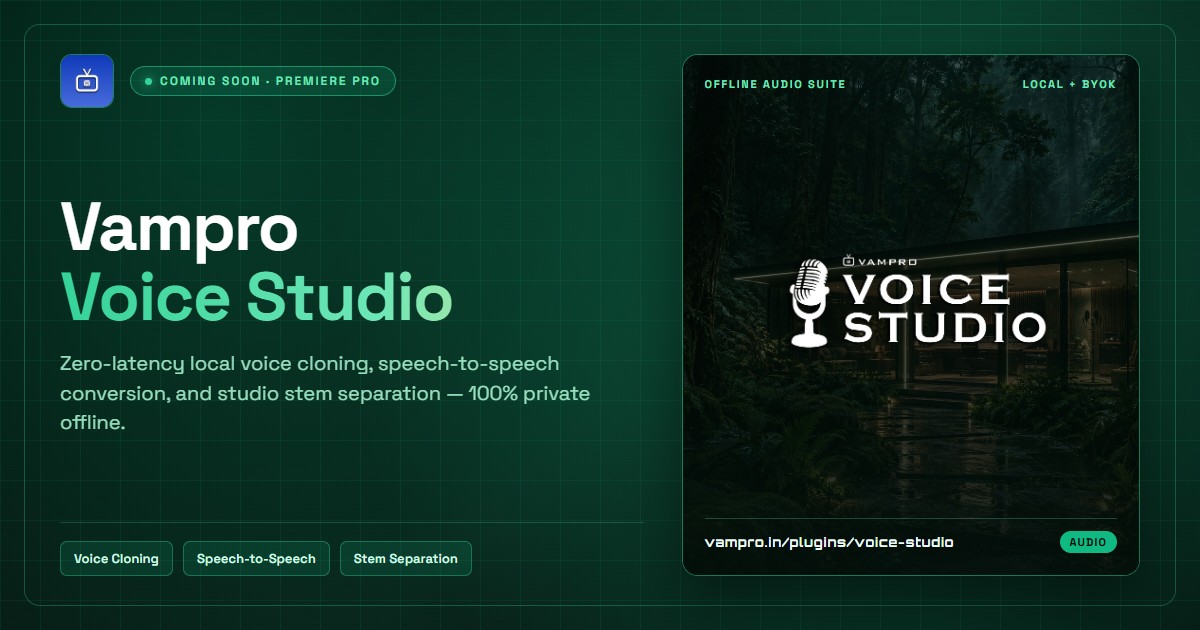 COMING SOON · PREMIERE PRO
Vampro
Voice Studio
Zero-latency local voice cloning, speech-to-speech
conversion, and studio stem separation — 100% private
offline.
Voice Cloning
Speech-to-Speech
Stem Separation
OFFLINE AUDIO SUITE
LOCAL + BYOK
VAMPRO
VOICE
STUDIO
vampro.in/plugins/voice-studio
AUDIO